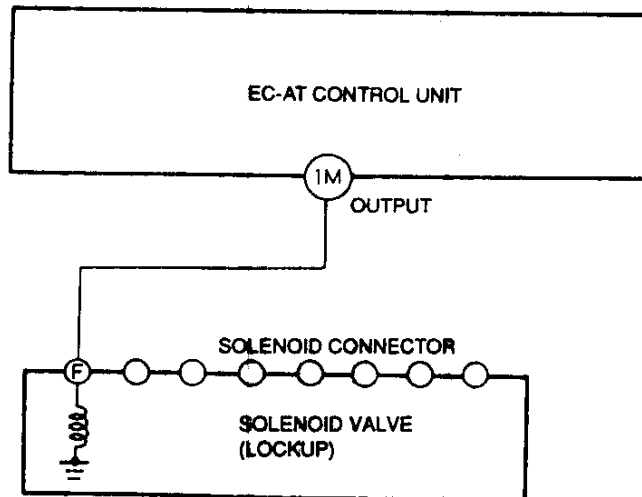 EC-AT CONTROL UNIT
1M
OUTPUT
SOLENOID CONNECTOR
F
SOLENOID VALVE
(LOCKUP)